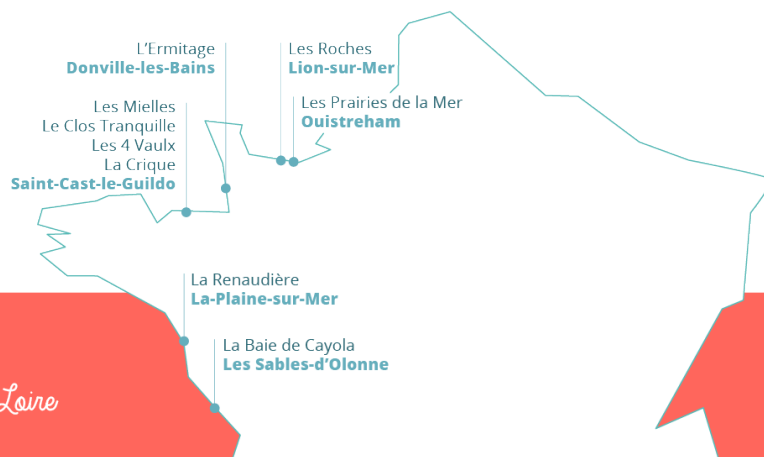 L’Ermitage
Donville-les-Bains
Les Roches
Lion-sur-Mer
Les Mielles
Le Clos Tranquille
Les 4 Vaulx
La Crique
Saint-Cast-le-Guildo
Les Prairies de la Mer
Ouistreham
La Renaudière
La-Plaine-sur-Mer
La Baie de Cayola
Les Sables-d’Olonne
Loire